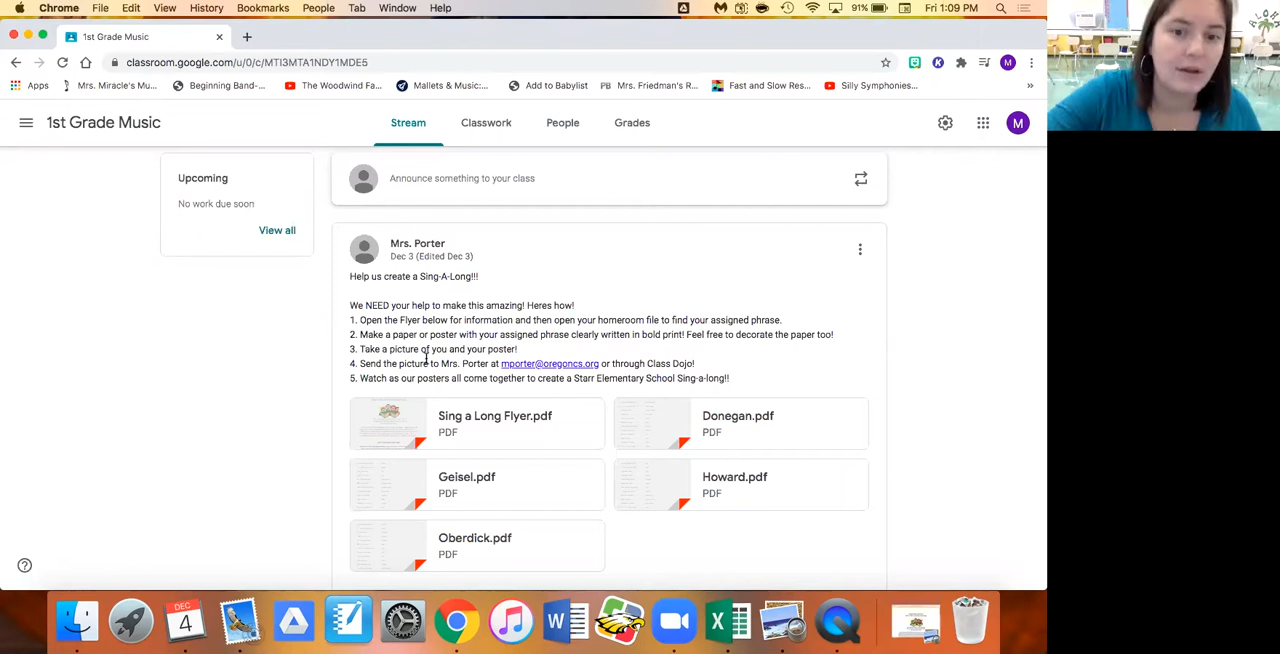 Chrome File Edit View History Bookmarks People Tab Window Help
91% Fri 1:09 PM
1st Grade Music
classroom.google.com/u/0/c/MTI3MTA1NDY1MDE5
M
Apps Mrs. Miracle's Mu... Beginning Band-... The Woodwind Fa... Mallets & Music:... Add to Babylist PB Mrs. Friedman's R... Fast and Slow Res... Silly Symphonies... »
1st Grade Music
Stream Classwork People Grades
M
Upcoming
No work due soon
View all
Announce something to your class
Mrs. Porter
Dec 3 (Edited Dec 3)
Help us create a Sing-A-Long!!!
We NEED your help to make this amazing! Heres how!
1. Open the Flyer below for information and then open your homeroom file to find your assigned phrase.
2. Make a paper or poster with your assigned phrase clearly written in bold print! Feel free to decorate the paper too!
3. Take a picture of you and your poster!
4. Send the picture to Mrs. Porter at mporter@oregoncs.org or through Class Dojo!
5. Watch as our posters all come together to create a Starr Elementary School Sing-a-long!!
Sing a Long Flyer.pdf
PDF
Donegan.pdf
PDF
Geisel.pdf
PDF
Howard.pdf
PDF
Oberdick.pdf
PDF
DEC
4
W
X